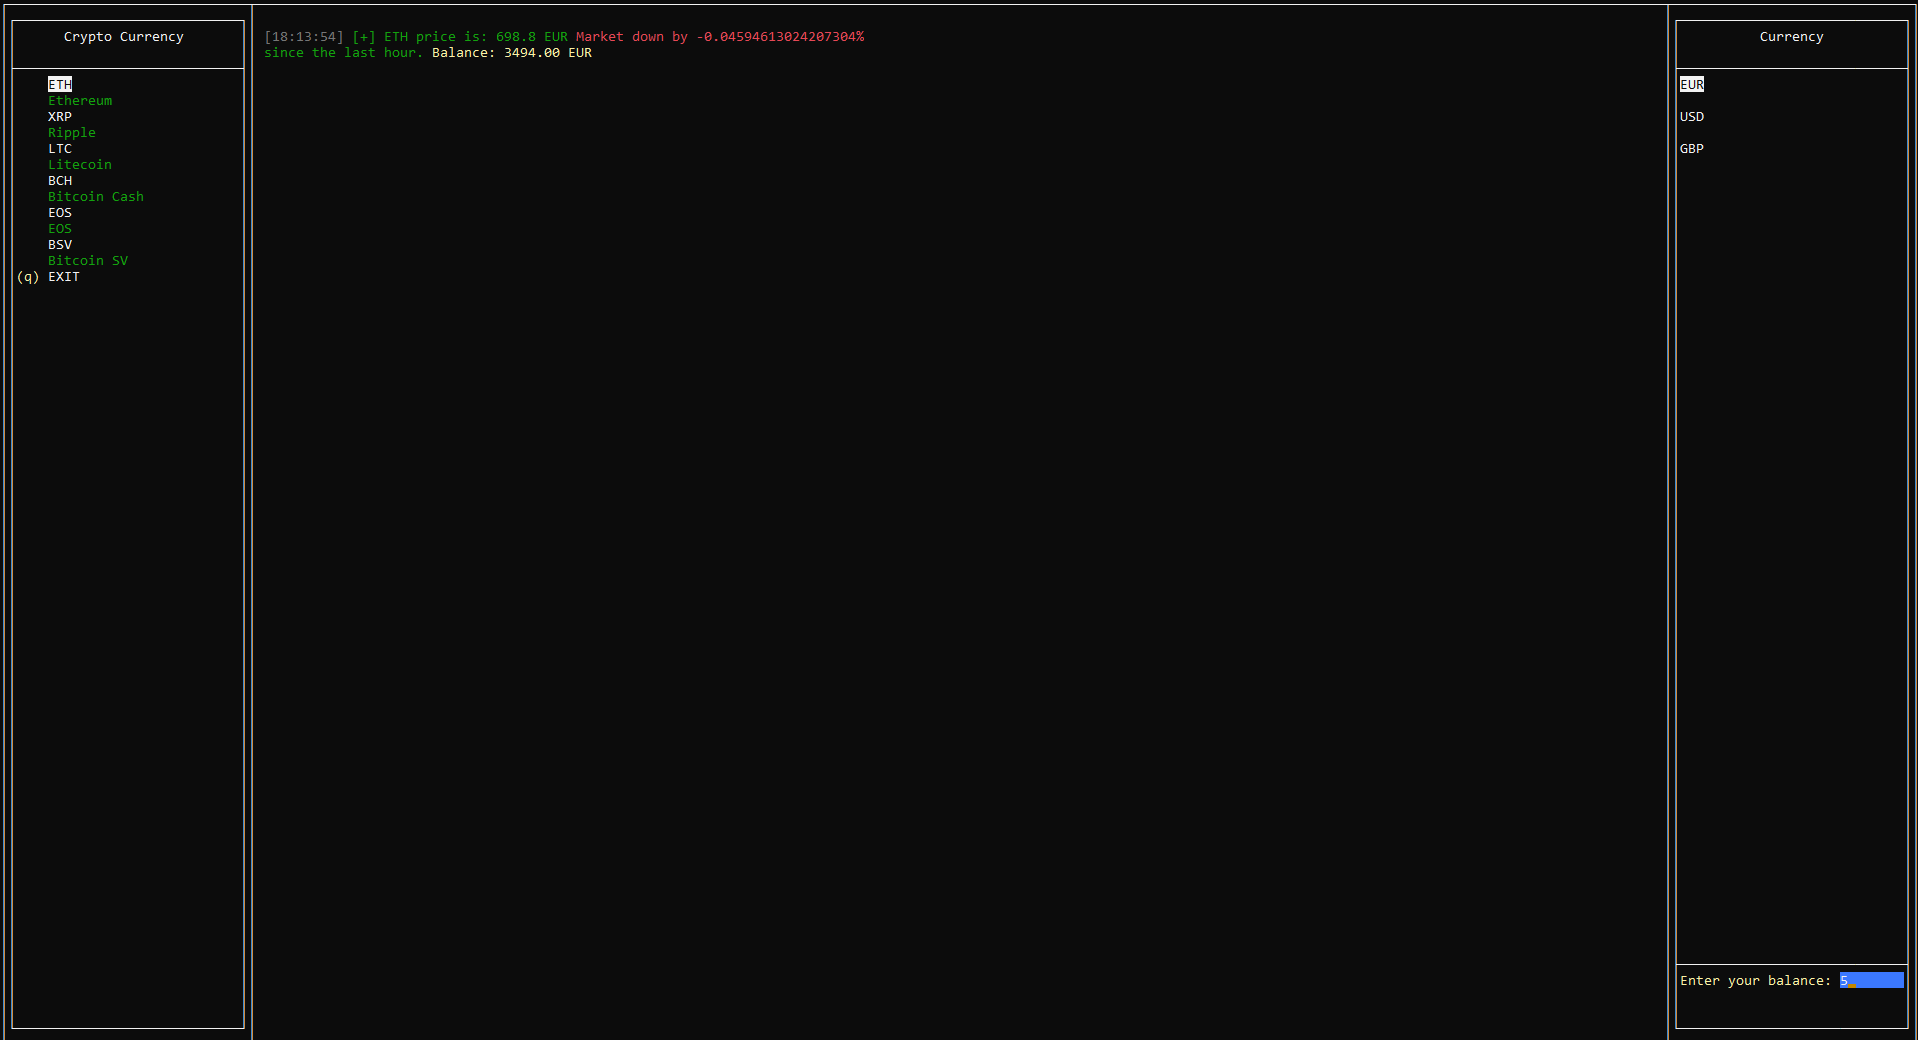 Crypto Currency
ETH
Ethereum
XRP
Ripple
LTC
Litecoin
BCH
Bitcoin Cash
EOS
EOS
BSV
Bitcoin SV
(q) EXIT
[18:13:54] [+] ETH price is: 698.8 EUR Market down by -0.04594613024207304%
since the last hour. Balance: 3494.00 EUR
Currency
EUR
USD
GBP
Enter your balance: 5